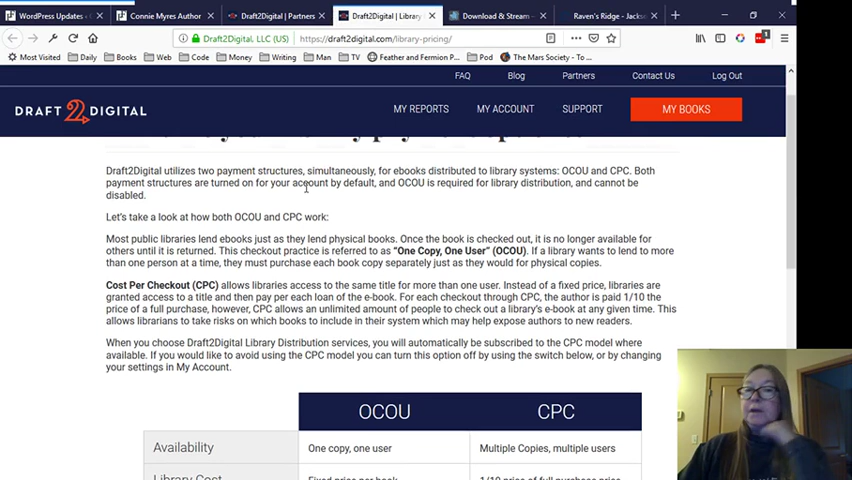 WordPress Updates ‹ C
Connie Myres Author
Draft2Digital | Partners
Draft2Digital | Library
Download & Stream
Raven's Ridge - Jackso
Draft2Digital, LLC (US)
https://draft2digital.com/library-pricing/
Most Visited
Books
Code
Money
Writing
Man
TV
Feather and Fermion P
Pod
The Mars Society - To
FAQ
Blog
Partners
Contact Us
Log Out
DRAFT 2 DIGITAL
MY REPORTS
MY ACCOUNT
SUPPORT
MY BOOKS
Draft2Digital utilizes two payment structures, simultaneously, for ebooks distributed to library systems: OCOU and CPC. Both
payment structures are turned on for your account by default, and OCOU is required for library distribution, and cannot be
disabled.
Let's take a look at how both OCOU and CPC work:
Most public libraries lend ebooks just as they lend physical books. Once the book is checked out, it is no longer available for
others until it is returned. This checkout practice is referred to as "One Copy, One User" (OCOU). If a library wants to lend to more
than one person at a time, they must purchase each book copy separately just as they would for physical copies.
Cost Per Checkout (CPC) allows libraries access to the same title for more than one user. Instead of a fixed price, libraries are
granted access to a title and then pay per each loan of the e-book. For each checkout through CPC, the author is paid 1/10 the
price of a full purchase, however, CPC allows an unlimited amount of people to check out a library's e-book at any given time. This
allows librarians to take risks on which books to include in their system which may help expose authors to new readers.
When you choose Draft2Digital Library Distribution services, you will automatically be subscribed to the CPC model where
available. If you would like to avoid using the CPC model you can turn this option off by using the switch below, or by changing
your settings in My Account.
OCOU
CPC
Availability
One copy, one user
Multiple Copies, multiple users
Library Cost
Fixed price per book
1/10 price of full purchase price